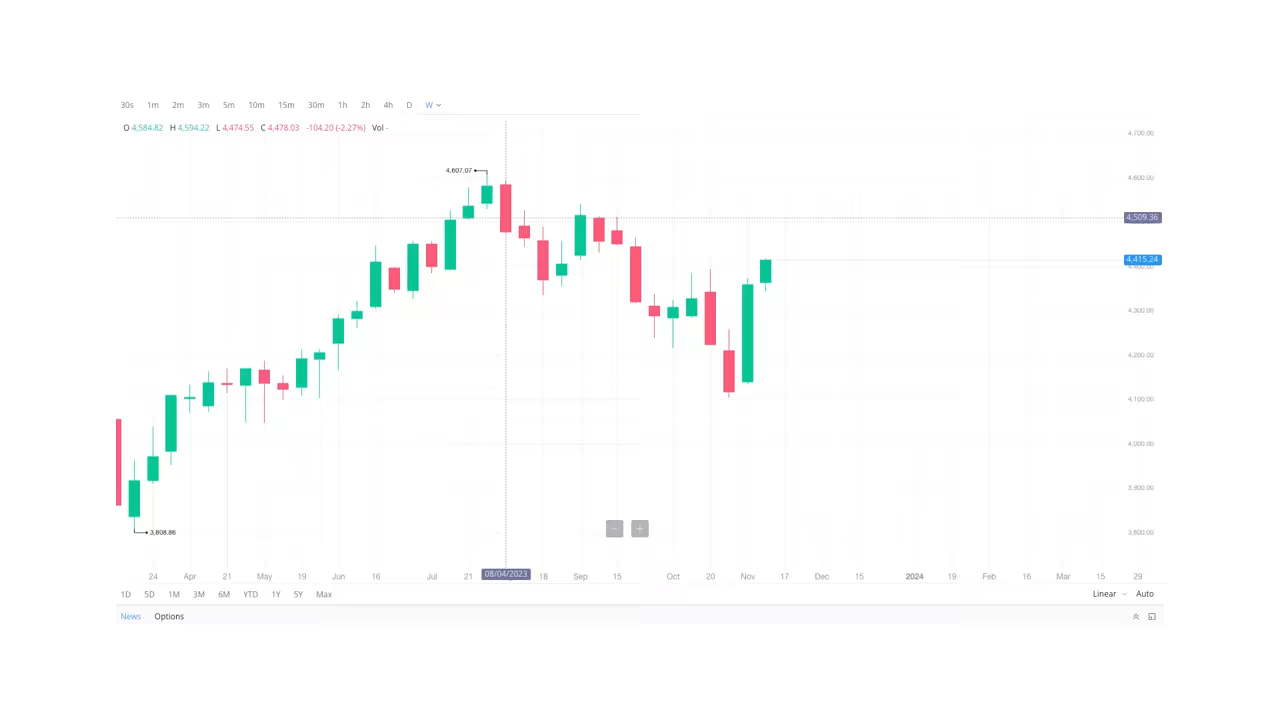 30s 1m 2m 3m 5m 10m 15m 30m 1h 2h 4h D W
O 4,584.82 H 4,594.22 L 4,474.55 C 4,478.03 -104.20 (-2.27%) Vol -
4,700.00
4,607.07
4,600.00
4,509.36
4,415.24
4,400.00
4,300.00
4,200.00
4,100.00
4,000.00
3,900.00
3,808.86
3,800.00
24 Apr 21 May 19 Jun 16 Jul 21 08/04/2023 18 Sep 15 Oct 20 Nov 17 Dec 15 2024 19 Feb 16 Mar 15 29
1D 5D 1M 3M 6M YTD 1Y 5Y Max Linear Auto
News Options